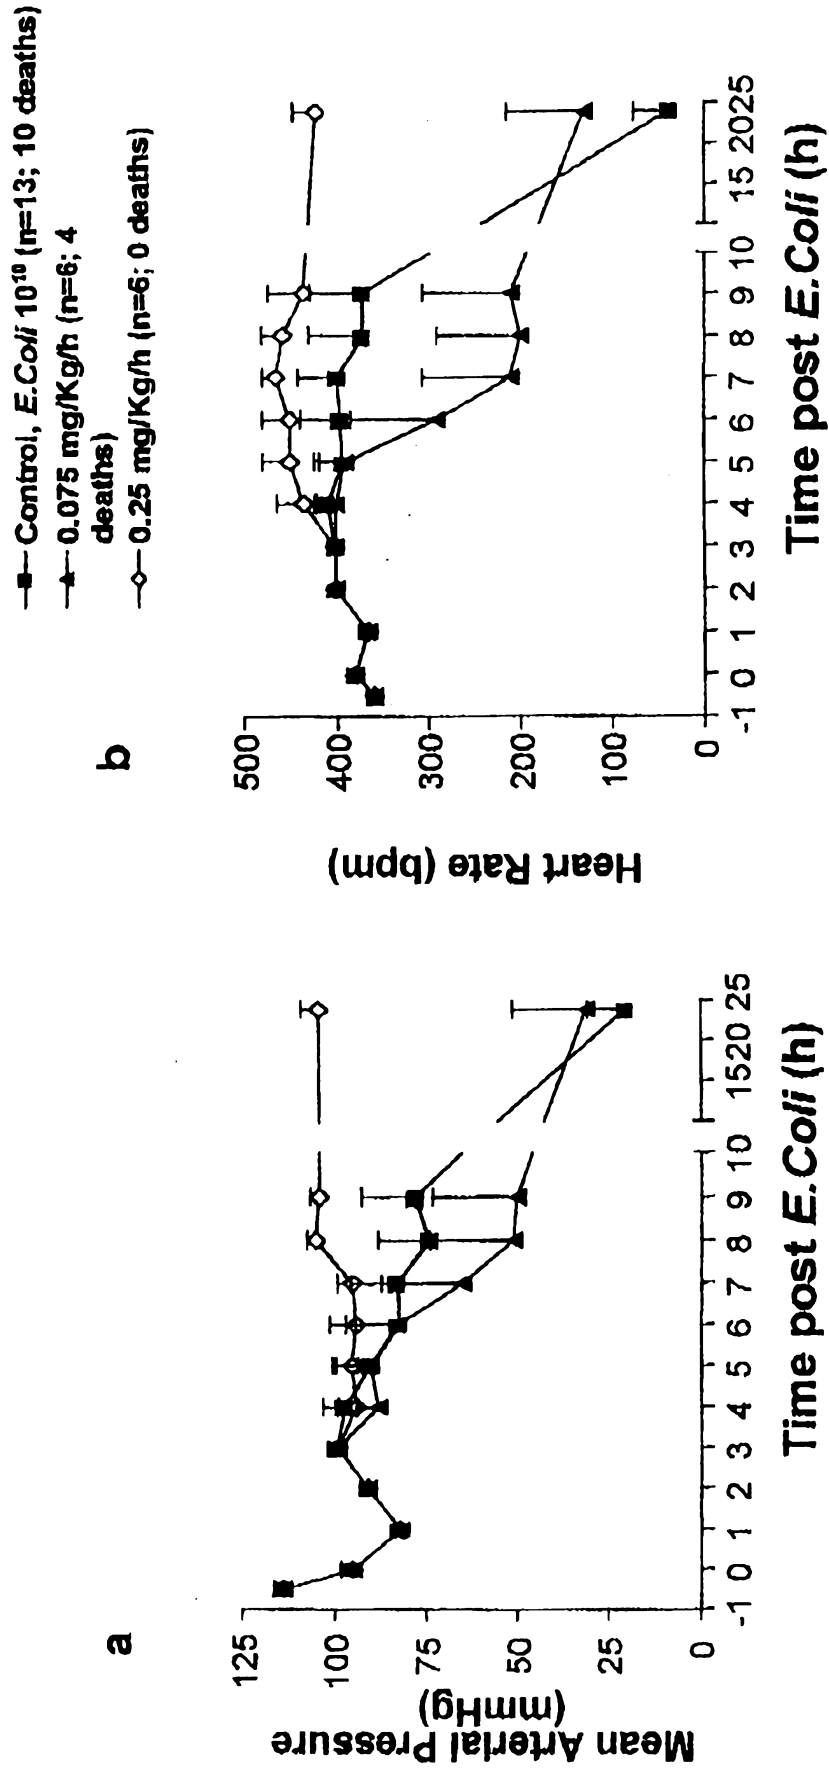 Control, E.Coli 10¹⁰ (n=13; 10 deaths)
0.075 mg/Kg/h (n=6; 4
deaths)
0.25 mg/Kg/h (n=6; 0 deaths)
a
125
100
75
50
25
0
Mean Arterial Pressure
(mmHg)
-1 0 1 2 3 4 5 6 7 8 9 10 15 20 25
Time post E.Coli (h)
b
500
400
300
200
100
0
Heart Rate (bpm)
-1 0 1 2 3 4 5 6 7 8 9 10 15 20 25
Time post E.Coli (h)